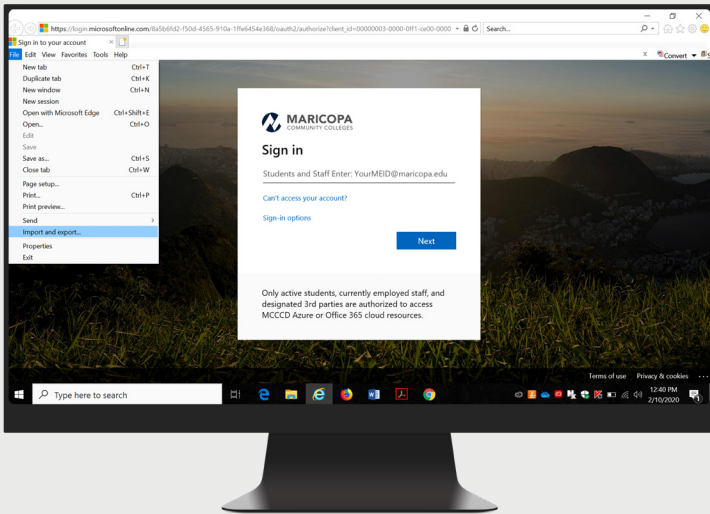 https://login.microsoftonline.com/8a5b6fd2-f50d-4565-910a-1ffe6454e368/oauth2/authorize?client_id=00000003-0000-0ff1-ce00-0000
Search...
Sign in to your account
File Edit View Favorites Tools Help
x Convert
New tab Ctrl+T
Duplicate tab Ctrl+K
New window Ctrl+N
New session
Open with Microsoft Edge Ctrl+Shift+E
Open... Ctrl+O
Edit
Save
Save as... Ctrl+S
Close tab Ctrl+W
Page setup...
Print... Ctrl+P
Print preview...
Send
Import and export...
Properties
Exit
MARICOPA
COMMUNITY COLLEGES
Sign in
Students and Staff Enter: YourMEID@maricopa.edu
Can't access your account?
Sign-in options
Next
Only active students, currently employed staff, and
designated 3rd parties are authorized to access
MCCCD Azure or Office 365 cloud resources.
Terms of use Privacy & cookies ...
Type here to search
12:40 PM
2/10/2020